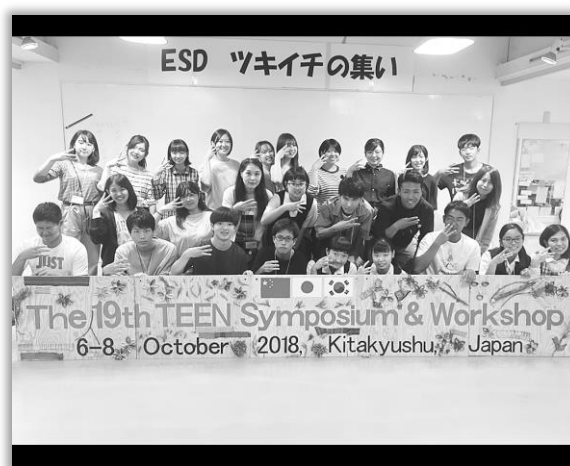 ESD ツキイチの集い
JUST
The 19th TEEN Symposium & Workshop
6-8 October 2018, Kitakyushu, Japan